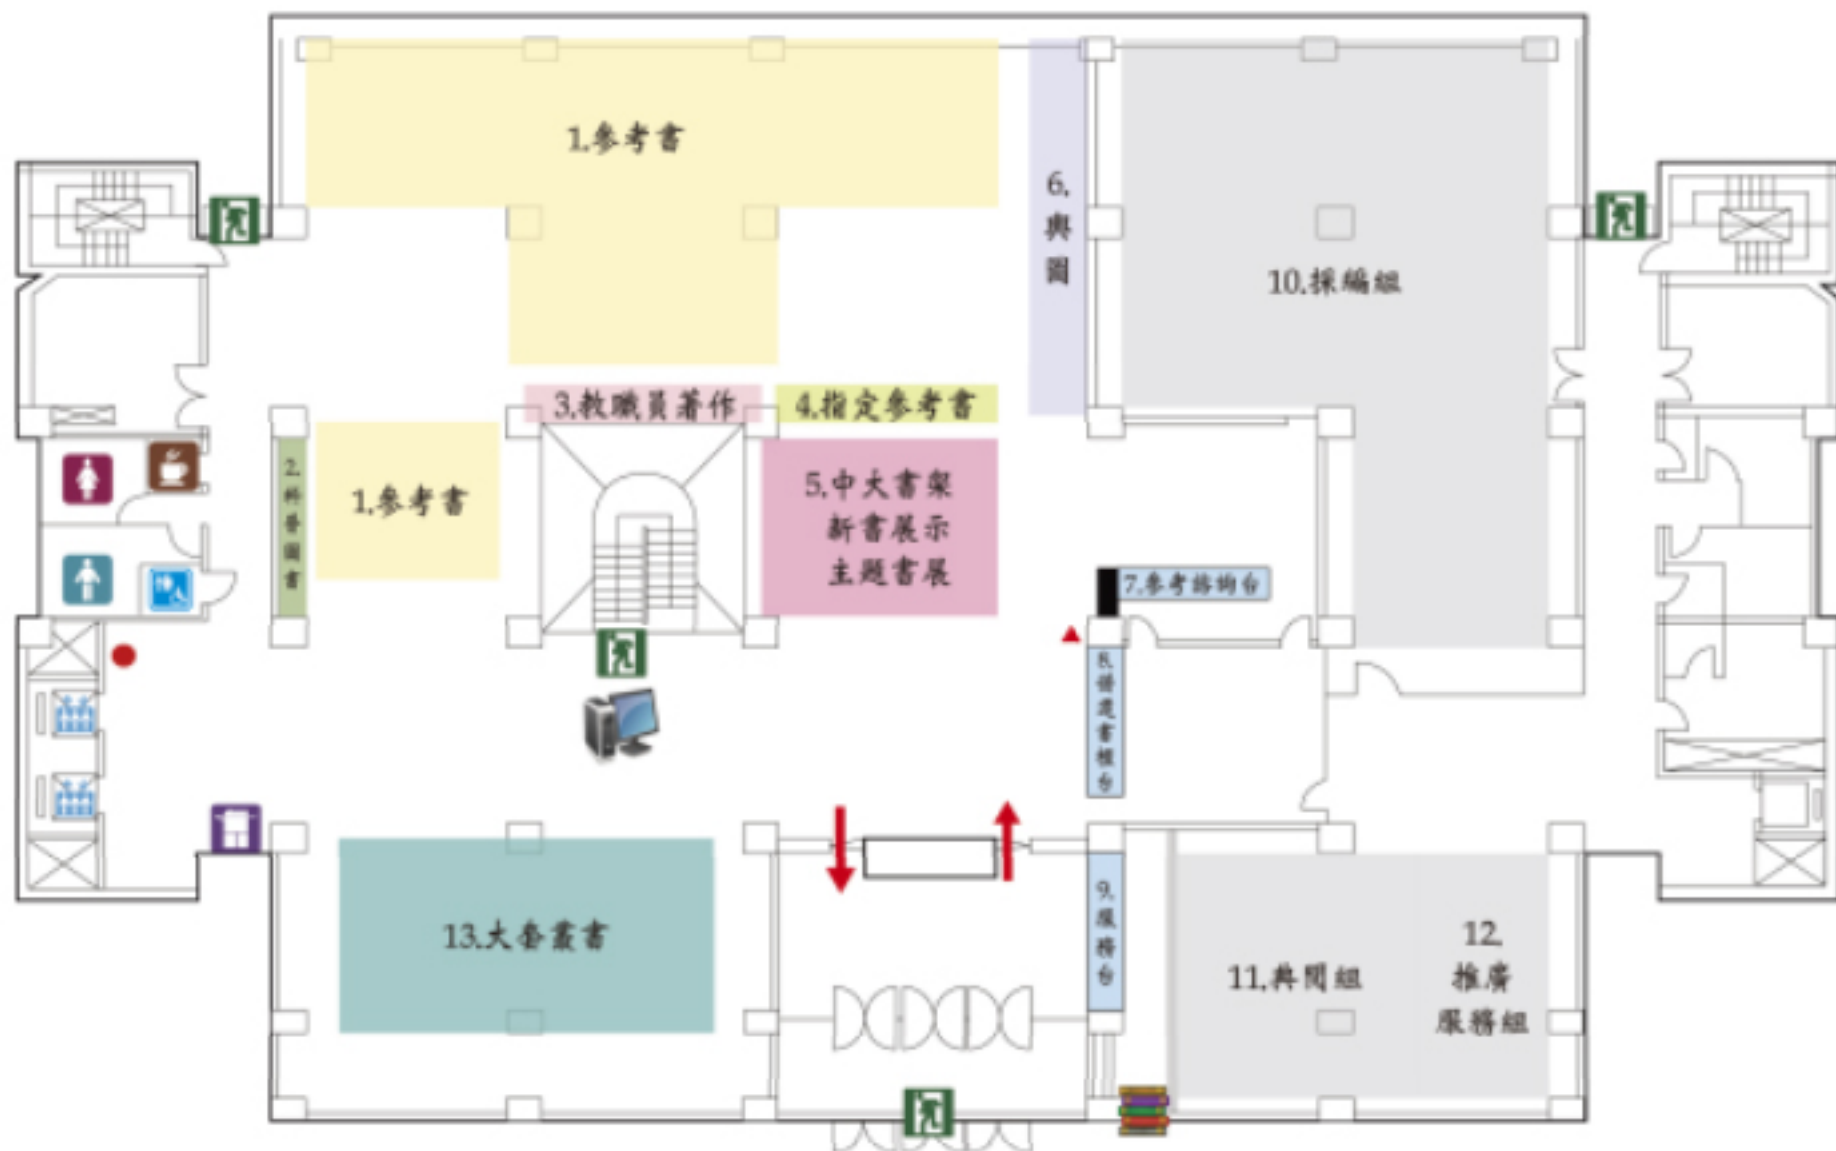 1.參考書
6.
輿
圖
10.採編組
3.教職員著作
4.指定參考書
2.
科
普
圖
書
1.參考書
5.中大書架
新書展示
主題書展
7.參考諮詢台
8.
借
還
書
櫃
台
9.
服
務
台
13.大套叢書
11.典閱組
12.
推廣
服務組